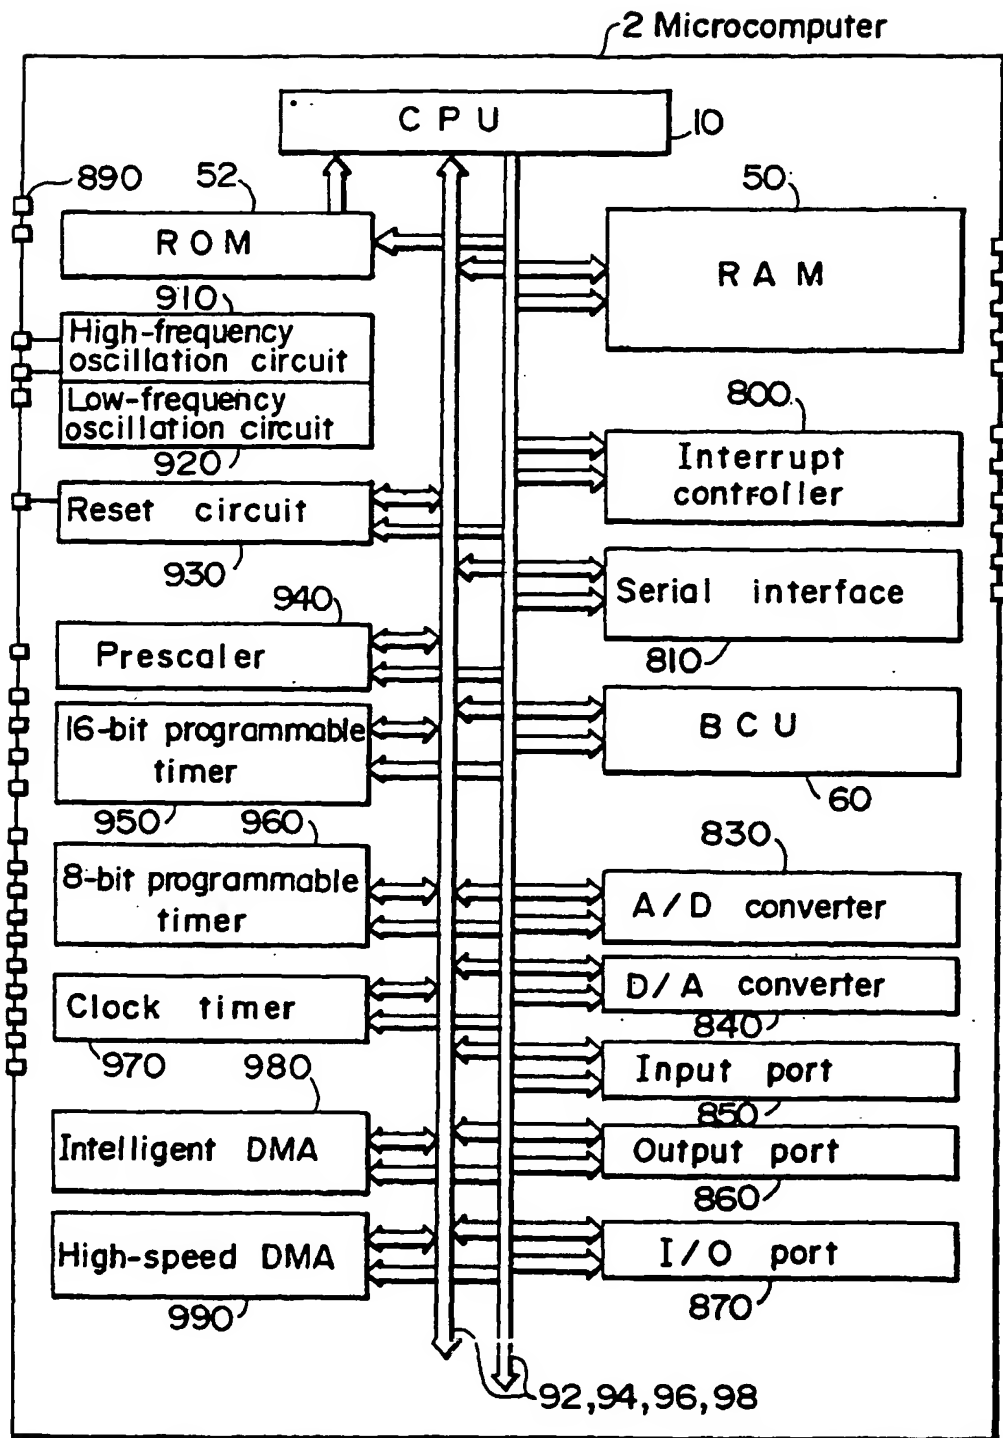 2 Microcomputer
CPU
10
890
52
ROM
50
RAM
910
High-frequency
oscillation circuit
Low-frequency
oscillation circuit
920
800
Interrupt
controller
Reset circuit
930
Serial interface
810
940
Prescaler
BCU
60
16-bit programmable
timer
950
960
8-bit programmable
timer
830
A/D converter
D/A converter
840
Clock timer
970
980
Input port
850
Intelligent DMA
Output port
860
High-speed DMA
990
I/O port
870
92,94,96,98